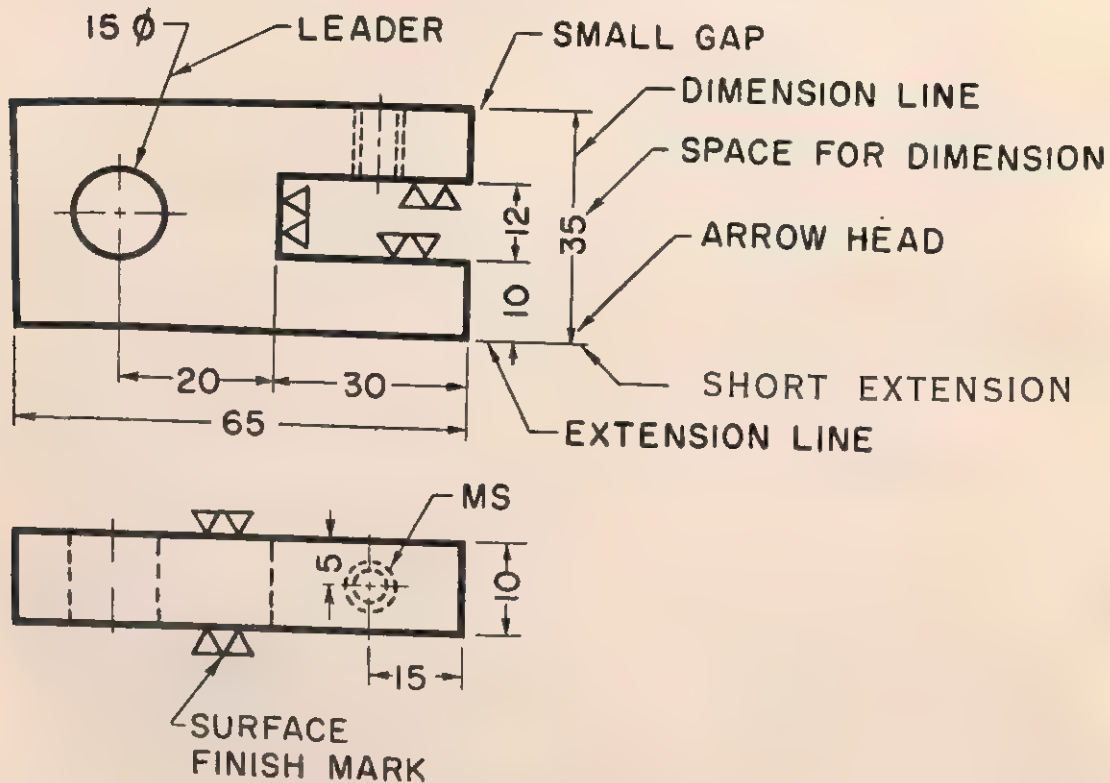 15 φ
LEADER
SMALL GAP
DIMENSION LINE
SPACE FOR DIMENSION
12
35
ARROW HEAD
10
20
30
SHORT EXTENSION
65
EXTENSION LINE
MS
5
10
15
SURFACE
FINISH MARK